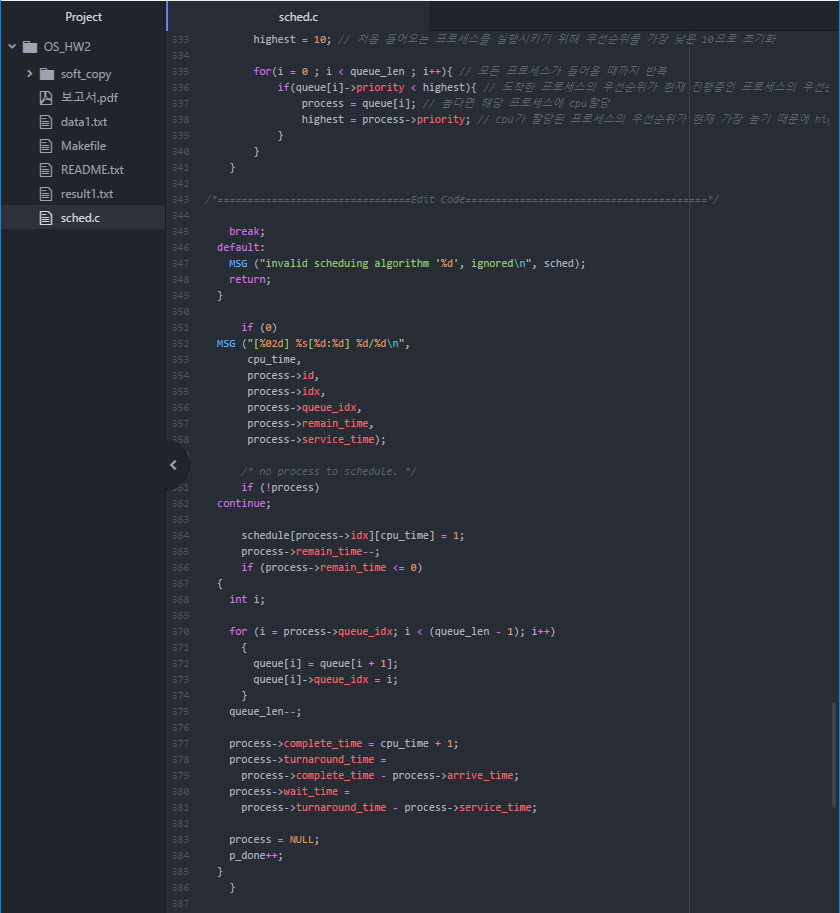 Project
sched.c
OS_HW2
soft_copy
보고서.pdf
data1.txt
Makefile
README.txt
result1.txt
sched.c
333 highest = 10; // 처음 들어오는 프로세스를 실행시키기 위해 우선순위를 가장 낮은 10으로 초기화
334
335 for(i = 0 ; i < queue_len ; i++){ // 모든 프로세스가 들어올 때까지 반복
336 if(queue[i]->priority < highest){ // 도착한 프로세스의 우선순위가 현재 진행중인 프로세스의 우선순
337 process = queue[i]; // 높다면 해당 프로세스에 cpu할당
338 highest = process->priority; // cpu가 할당된 프로세스의 우선순위가 현재 가장 높기 때문에 hig
339 }
340 }
341 }
342
343 /*================================Edit Code========================================*/
344
345 break;
346 default:
347 MSG ("invalid scheduing algorithm '%d', ignored\n", sched);
348 return;
349 }
350
351 if (0)
352 MSG ("[%02d] %s[%d:%d] %d/%d\n",
353 cpu_time,
354 process->id,
355 process->idx,
356 process->queue_idx,
357 process->remain_time,
358 process->service_time);
/* no process to schedule. */
361 if (!process)
362 continue;
363
364 schedule[process->idx][cpu_time] = 1;
365 process->remain_time--;
366 if (process->remain_time <= 0)
367 {
368 int i;
369
370 for (i = process->queue_idx; i < (queue_len - 1); i++)
371 {
372 queue[i] = queue[i + 1];
373 queue[i]->queue_idx = i;
374 }
375 queue_len--;
376
377 process->complete_time = cpu_time + 1;
378 process->turnaround_time =
379 process->complete_time - process->arrive_time;
380 process->wait_time =
381 process->turnaround_time - process->service_time;
382
383 process = NULL;
384 p_done++;
385 }
386 }
387